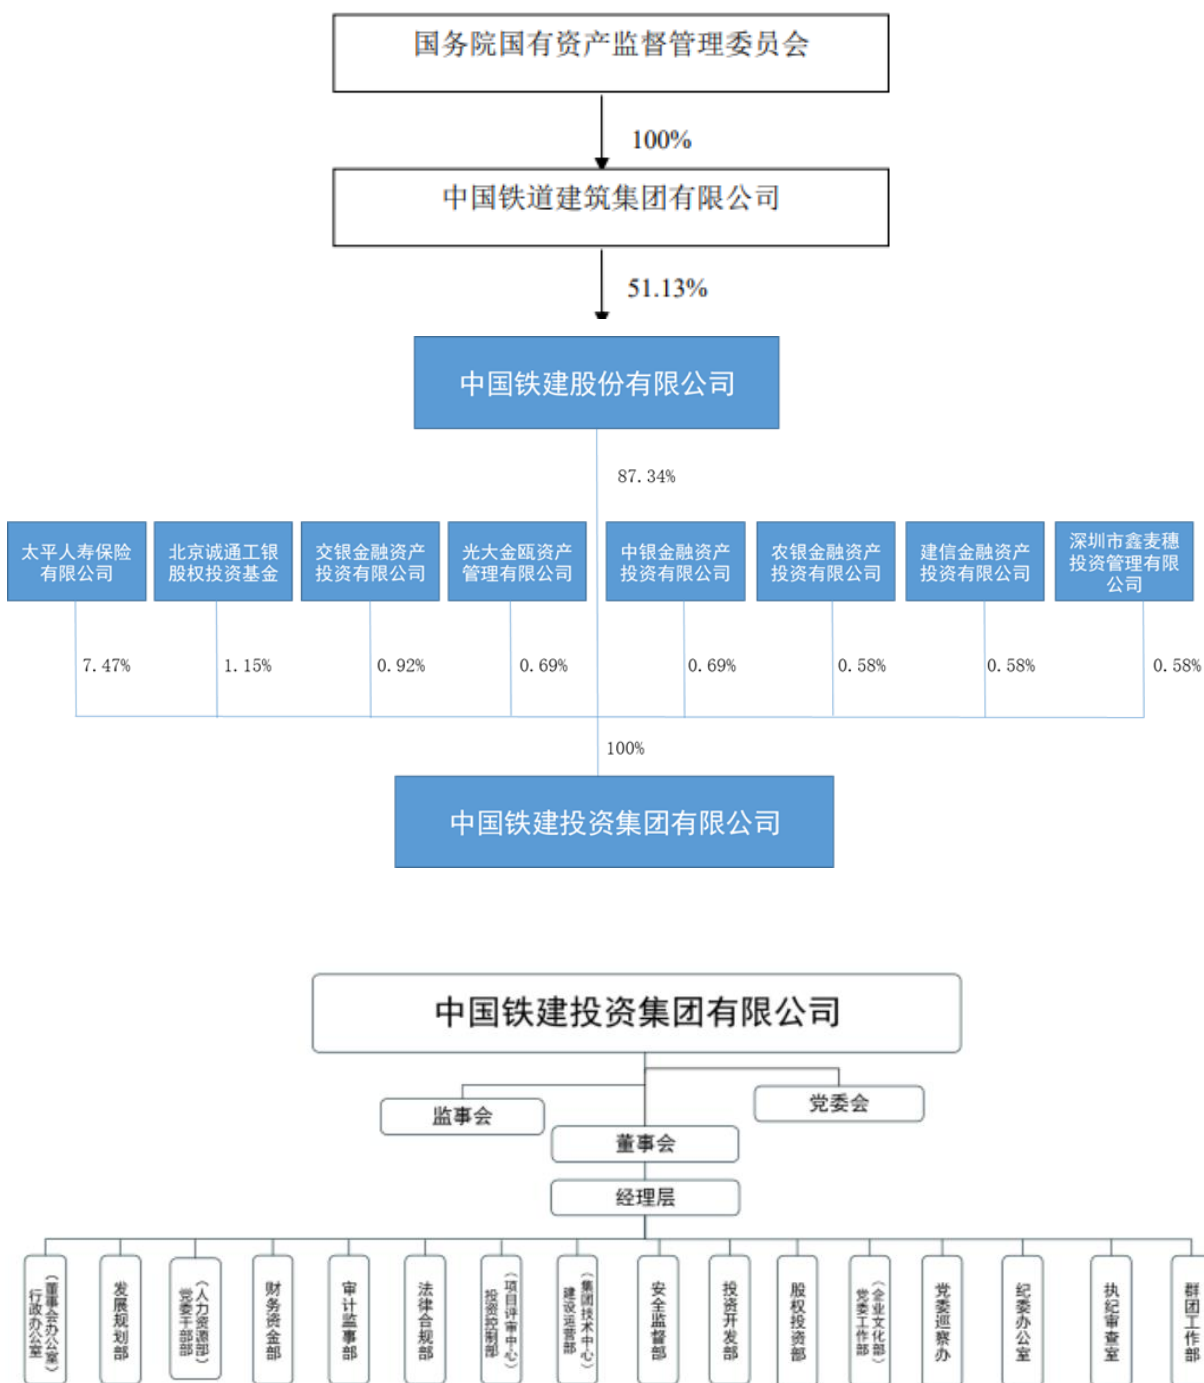 国务院国有资产监督管理委员会
100%
中国铁道建筑集团有限公司
51.13%
中国铁建股份有限公司
87.34%
太平人寿保险
有限公司
北京诚通工银
股权投资基金
交银金融资产
投资有限公司
光大金瓯资产
管理有限公司
中银金融资产
投资有限公司
农银金融资产
投资有限公司
建信金融资产
投资有限公司
深圳市鑫麦穗
投资管理有限
公司
7.47%
1.15%
0.92%
0.69%
0.69%
0.58%
0.58%
0.58%
100%
中国铁建投资集团有限公司
中国铁建投资集团有限公司
监事会
党委会
董事会
经理层
行政办公室
（董事会办公室）
发展规划部
党委干部部
（人力资源部）
财务资金部
审计监事部
法律合规部
投资控制部
（项目评审中心）
建设运营部
（集团技术中心）
安全监督部
投资开发部
股权投资部
党委工作部
（企业文化部）
党委巡察办
纪委办公室
执纪审查室
群团工作部